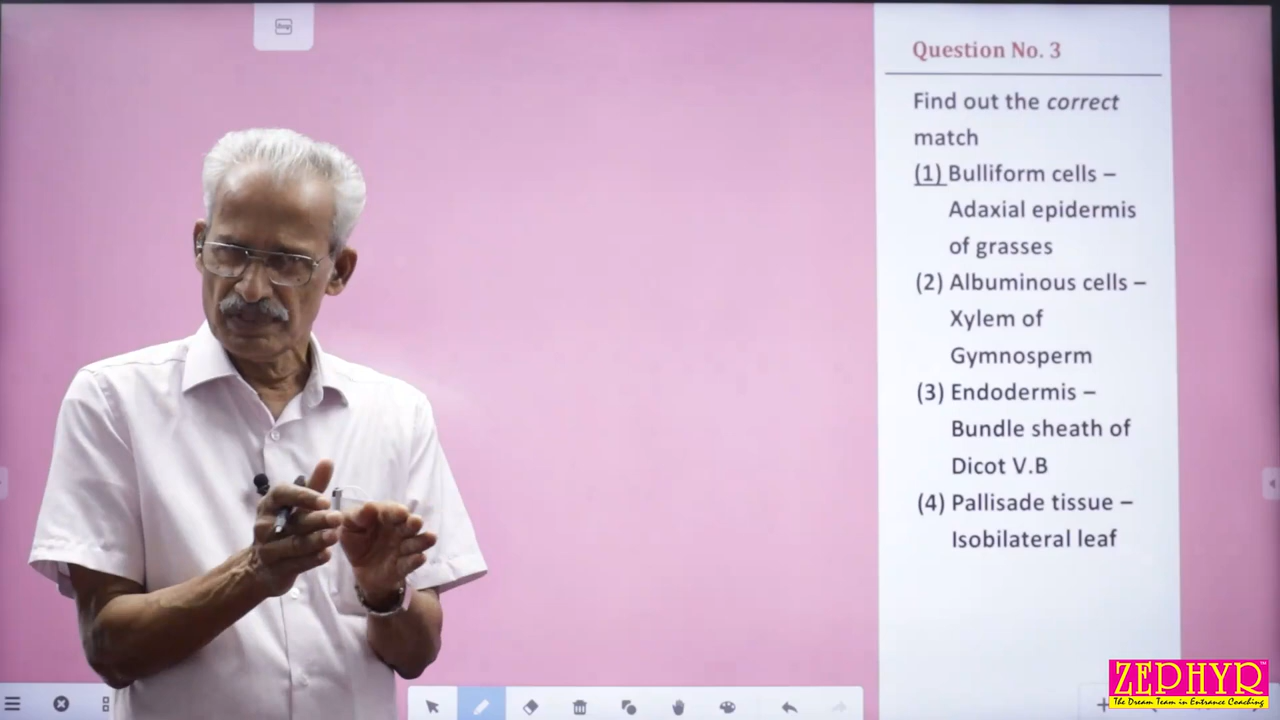 Question No. 3
Find out the correct
match
(1) Bulliform cells –
Adaxial epidermis
of grasses
(2) Albuminous cells –
Xylem of
Gymnosperm
(3) Endodermis –
Bundle sheath of
Dicot V.B
(4) Pallisade tissue –
Isobilateral leaf
ZEPHYR™
The Dream Team in Entrance Coaching